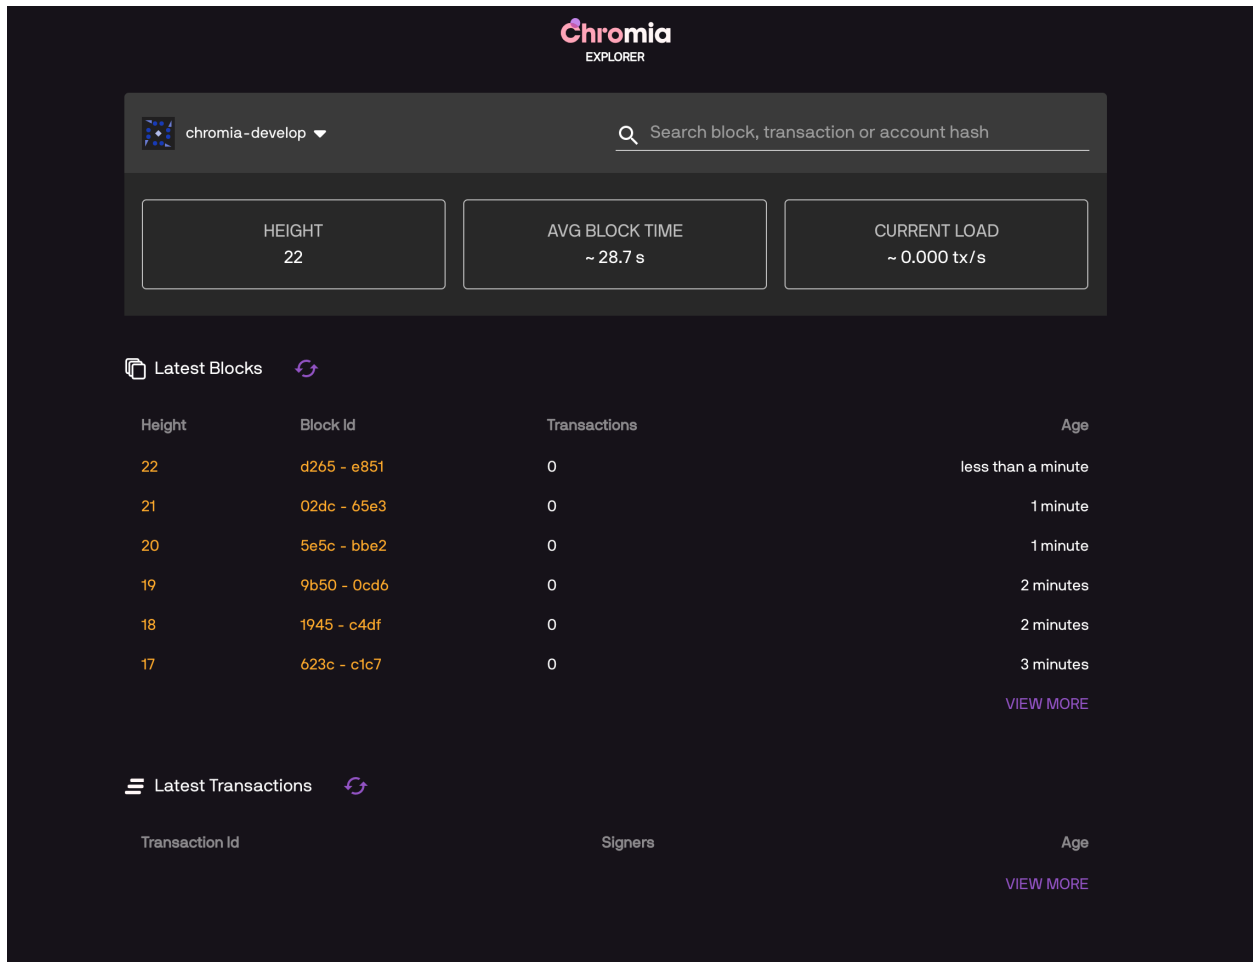 Chromia
EXPLORER
chromia-develop
Search block, transaction or account hash
HEIGHT
22
AVG BLOCK TIME
~ 28.7 s
CURRENT LOAD
~ 0.000 tx/s
Latest Blocks
Height Block Id Transactions Age
22 d265 - e851 0 less than a minute
21 02dc - 65e3 0 1 minute
20 5e5c - bbe2 0 1 minute
19 9b50 - 0cd6 0 2 minutes
18 1945 - c4df 0 2 minutes
17 623c - c1c7 0 3 minutes
VIEW MORE
Latest Transactions
Transaction Id Signers Age
VIEW MORE